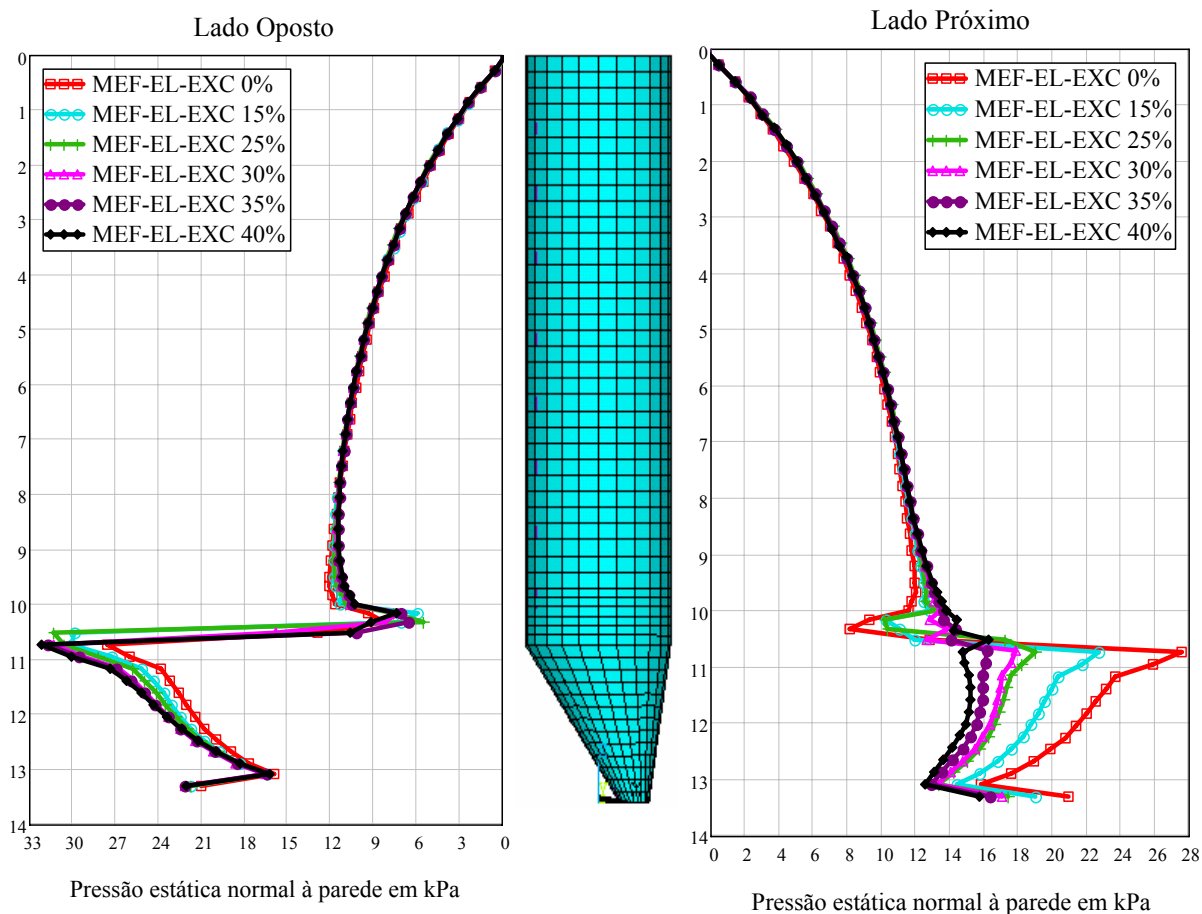 Lado Oposto
0
1
2
3
4
5
6
7
8
9
10
11
12
13
14
MEF-EL-EXC 0%
MEF-EL-EXC 15%
MEF-EL-EXC 25%
MEF-EL-EXC 30%
MEF-EL-EXC 35%
MEF-EL-EXC 40%
33 30 27 24 21 18 15 12 9 6 3 0
Pressão estática normal à parede em kPa
Lado Próximo
0
1
2
3
4
5
6
7
8
9
10
11
12
13
14
MEF-EL-EXC 0%
MEF-EL-EXC 15%
MEF-EL-EXC 25%
MEF-EL-EXC 30%
MEF-EL-EXC 35%
MEF-EL-EXC 40%
0 2 4 6 8 10 12 14 16 18 20 22 24 26 28
Pressão estática normal à parede em kPa